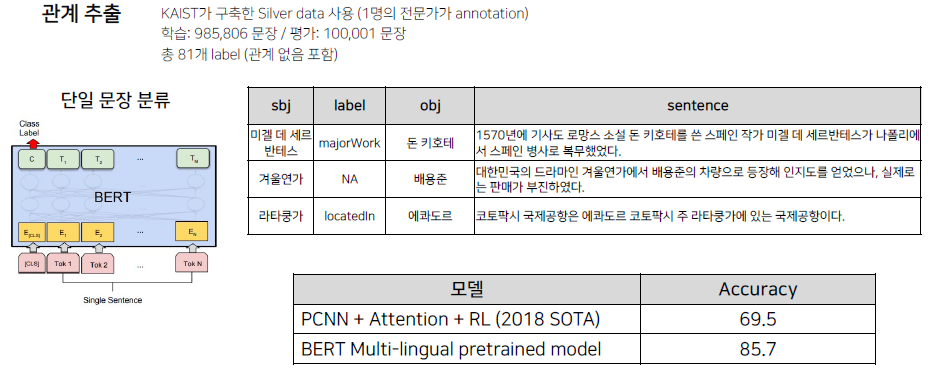 관계 추출
KAIST가 구축한 Silver data 사용 (1명의 전문가가 annotation)
학습: 985,806 문장 / 평가: 100,001 문장
총 81개 label (관계 없음 포함)
단일 문장 분류
Class
Label
C T1 T2 ... TN
BERT
E[CLS] E1 E2 ... EN
[CLS] Tok 1 Tok 2 ... Tok N
Single Sentence
sbj label obj sentence
미겔 데 세르
반테스
majorWork
돈 키호테
1570년에 기사도 로망스 소설 돈 키호테를 쓴 스페인 작가 미겔 데 세르반테스가 나폴리에
서 스페인 병사로 복무했었다.
겨울연가
NA
배용준
대한민국의 드라마인 겨울연가에서 배용준의 차량으로 등장해 인지도를 얻었으나, 실제로
는 판매가 부진하였다.
라타쿵가 locatedIn 에콰도르 코토팍시 국제공항은 에콰도르 코토팍시 주 라타쿵가에 있는 국제공항이다.
모델 Accuracy
PCNN + Attention + RL (2018 SOTA) 69.5
BERT Multi-lingual pretrained model 85.7